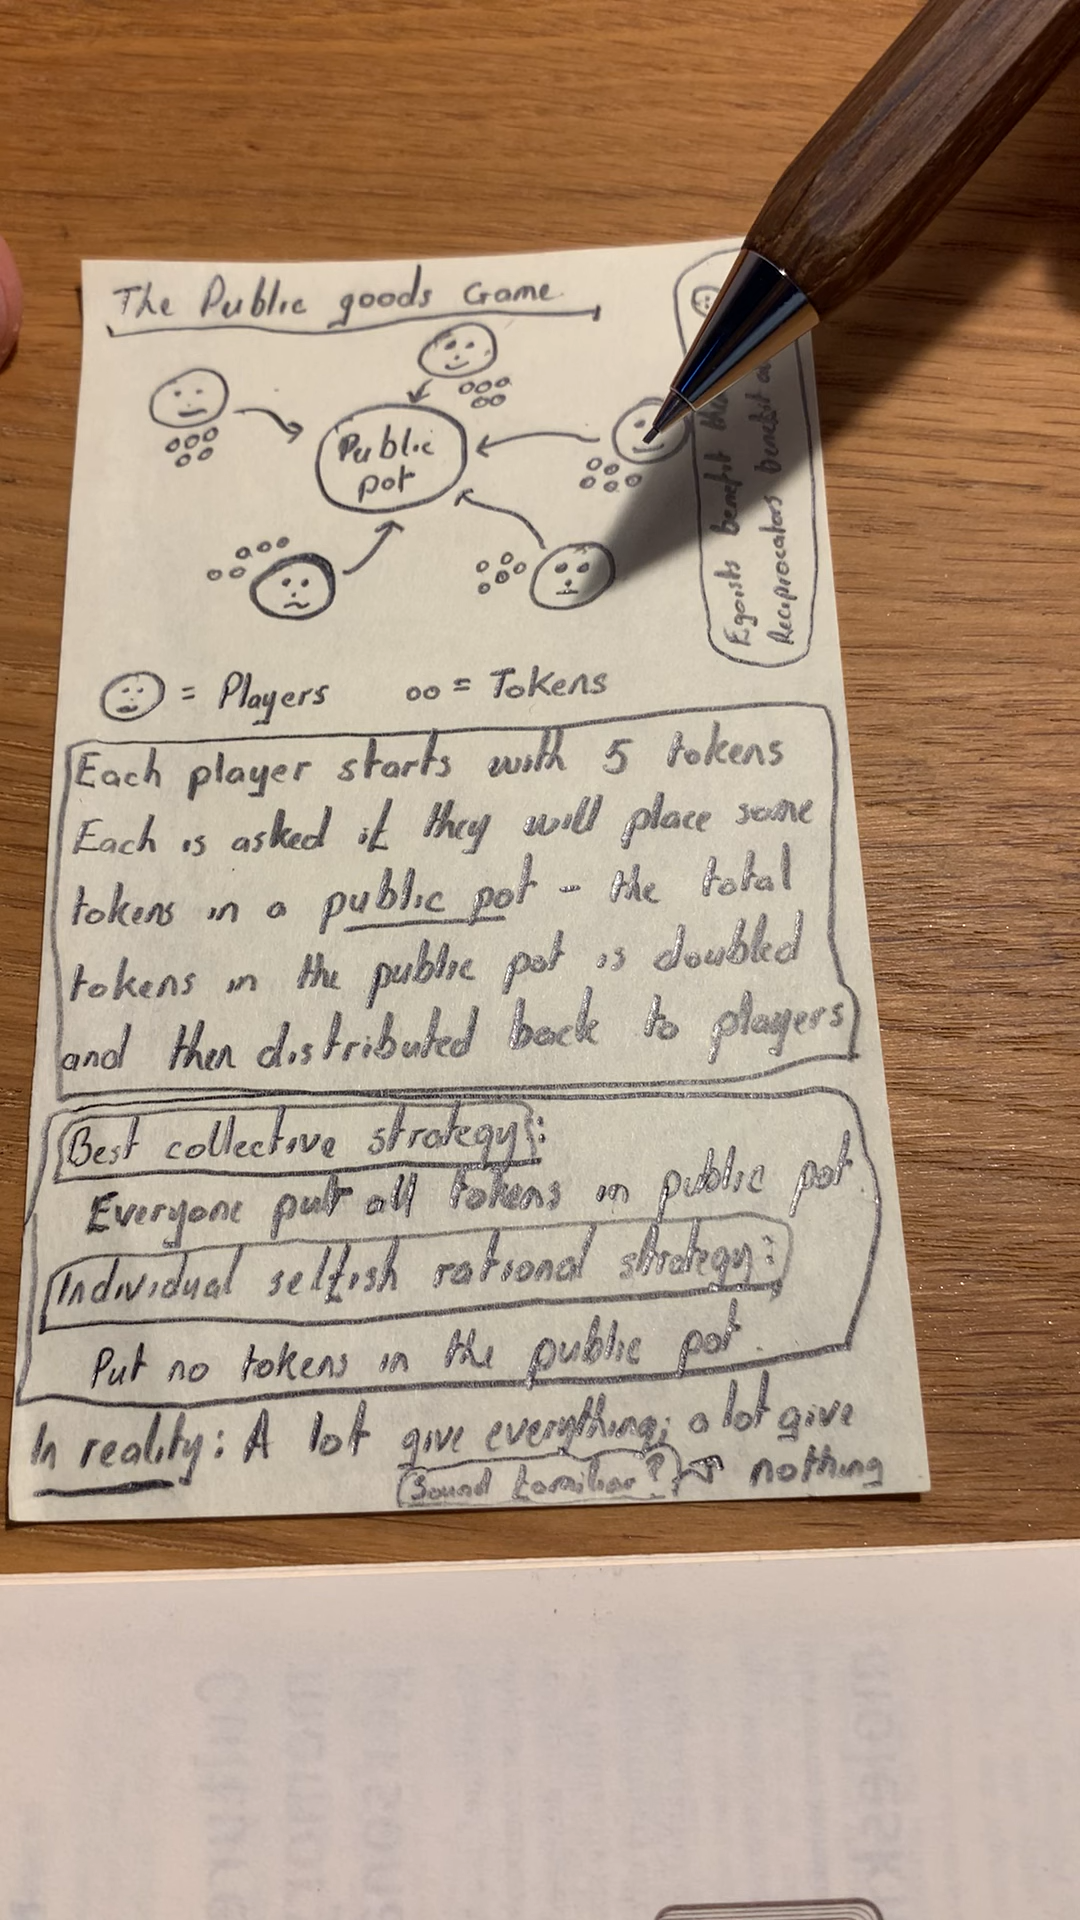 The Public goods Game
Public
pot
Egoists benefit
Reciprocators benefit
= Players oo = Tokens
Each player starts with 5 tokens
Each is asked if they will place some
tokens in a public pot - the total
tokens in the public pot is doubled
and then distributed back to players
Best collective strategy:
Everyone put all tokens in public pot
Individual selfish rational strategy:
Put no tokens in the public pot.
In reality: A lot give everything; a lot give
nothing
Sound familiar?